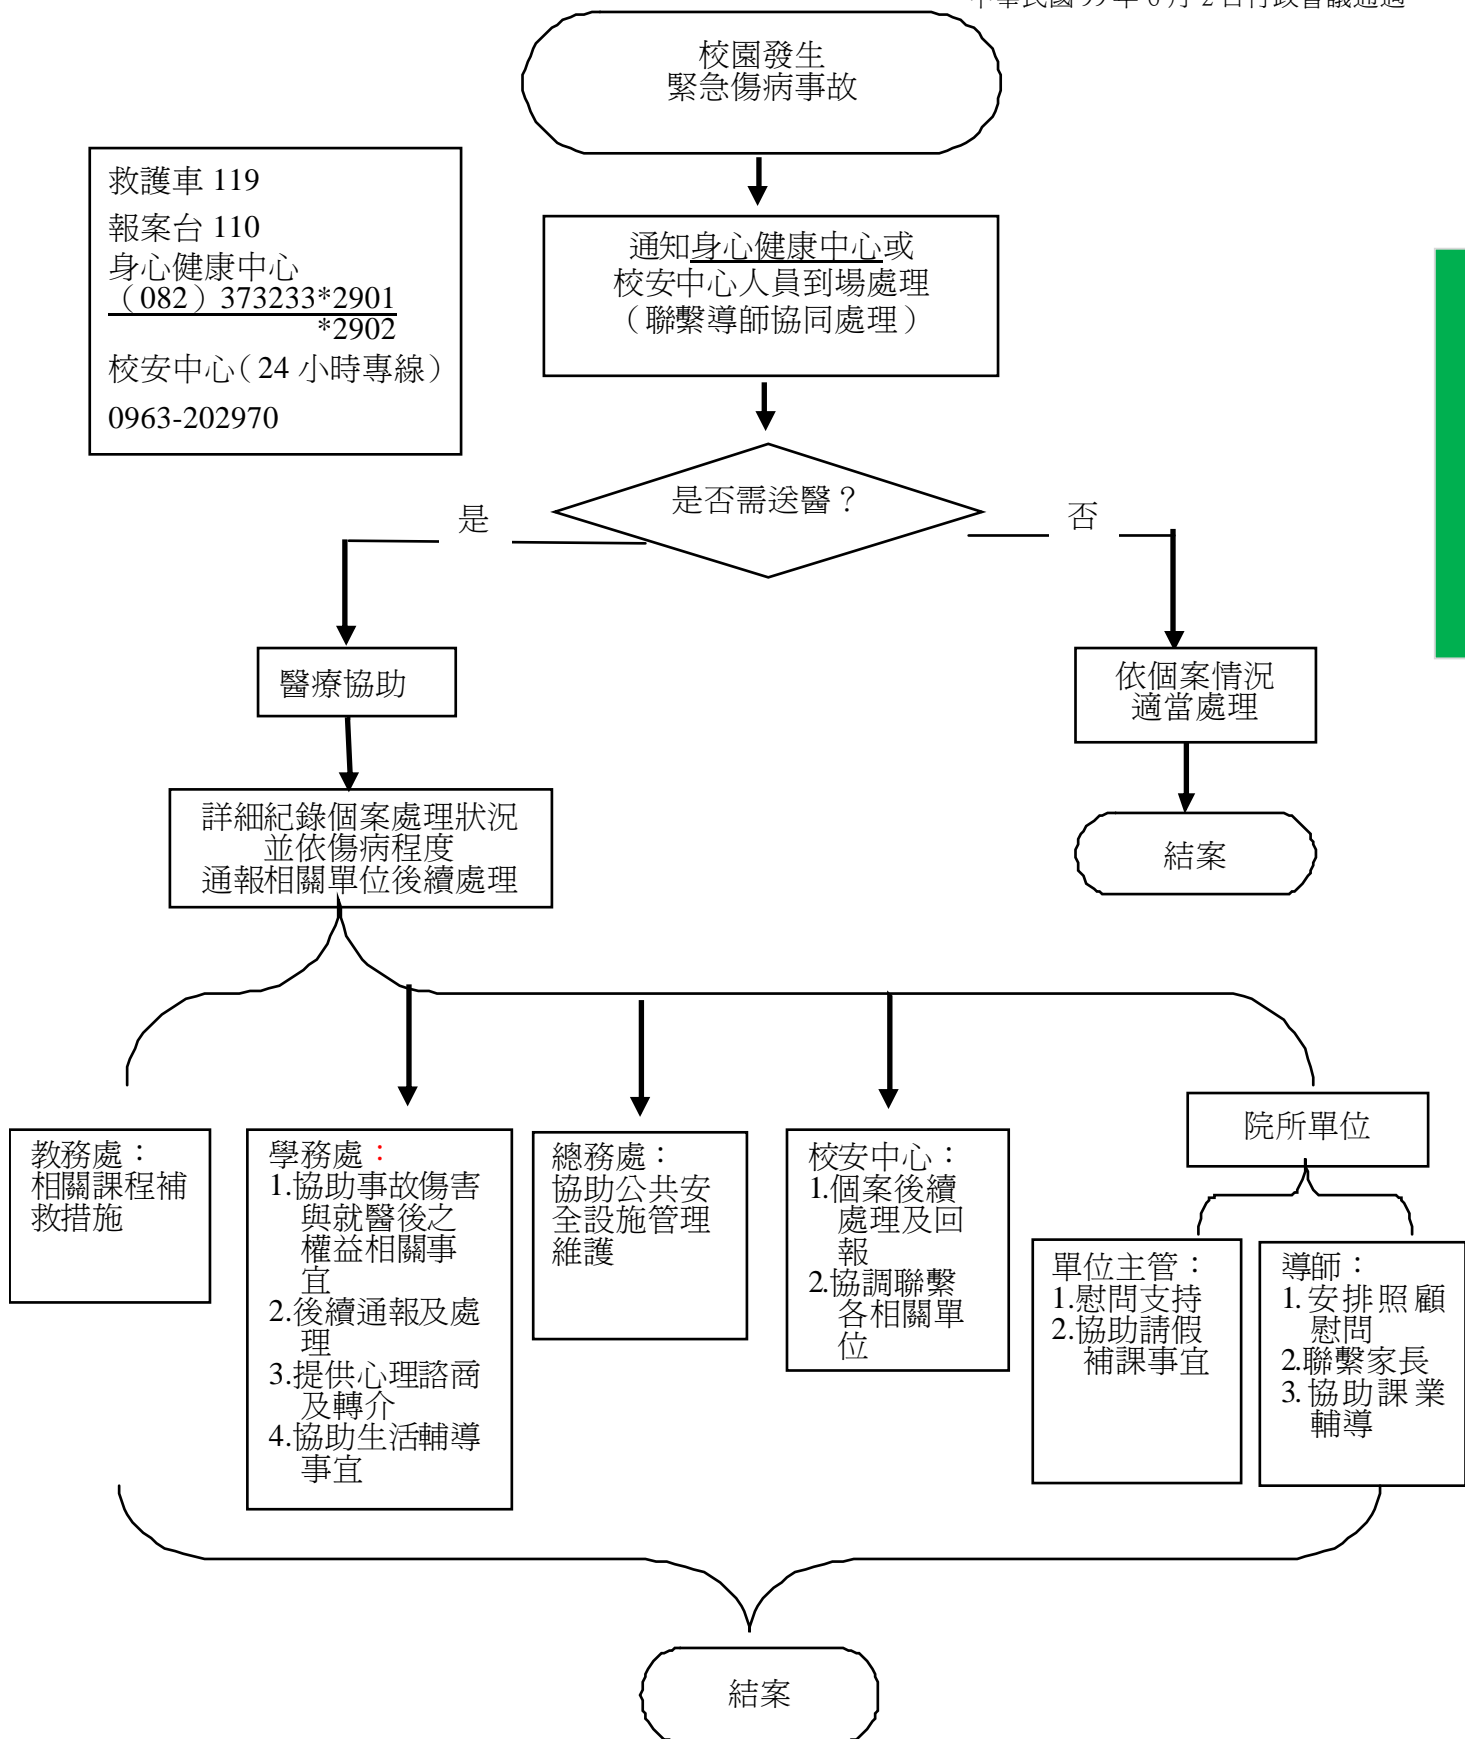 校園發生
緊急傷病事故
救護車 119
報案台 110
身心健康中心
（082）373233*2901
*2902
校安中心（24 小時專線）
0963-202970
通知身心健康中心或
校安中心人員到場處理
（聯繫導師協同處理）
是否需送醫？
是
否
醫療協助
依個案情況
適當處理
詳細紀錄個案處理狀況
並依傷病程度
通報相關單位後續處理
結案
教務處：
相關課程補
救措施
學務處：
1.協助事故傷害
與就醫後之
權益相關事
宜
2.後續通報及處
理
3.提供心理諮商
及轉介
4.協助生活輔導
事宜
總務處：
協助公共安
全設施管理
維護
校安中心：
1.個案後續
處理及回
報
2.協調聯繫
各相關單
位
院所單位
單位主管：
1.慰問支持
2.協助請假
補課事宜
導師：
1.安排照顧
慰問
2.聯繫家長
3.協助課業
輔導
結案